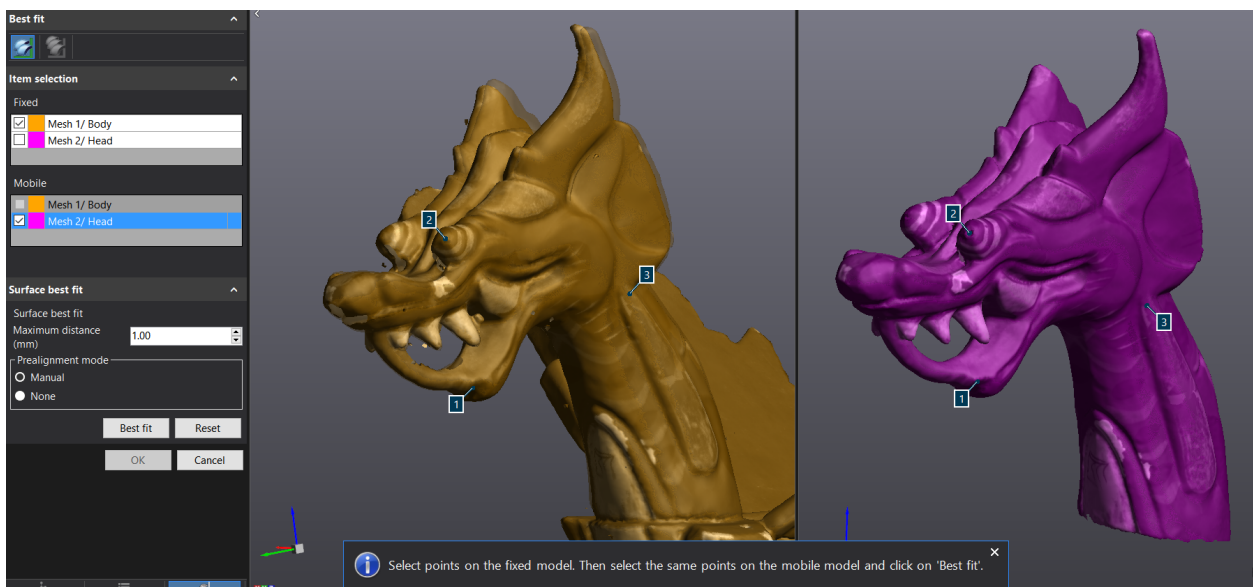 Best fit
Item selection
Fixed
Mesh 1/ Body
Mesh 2/ Head
Mobile
Mesh 1/ Body
Mesh 2/ Head
Surface best fit
Surface best fit
Maximum distance
(mm)
1.00
Prealignment mode
Manual
None
Best fit
Reset
OK
Cancel
2
3
1
2
3
1
Select points on the fixed model. Then select the same points on the mobile model and click on 'Best fit'.